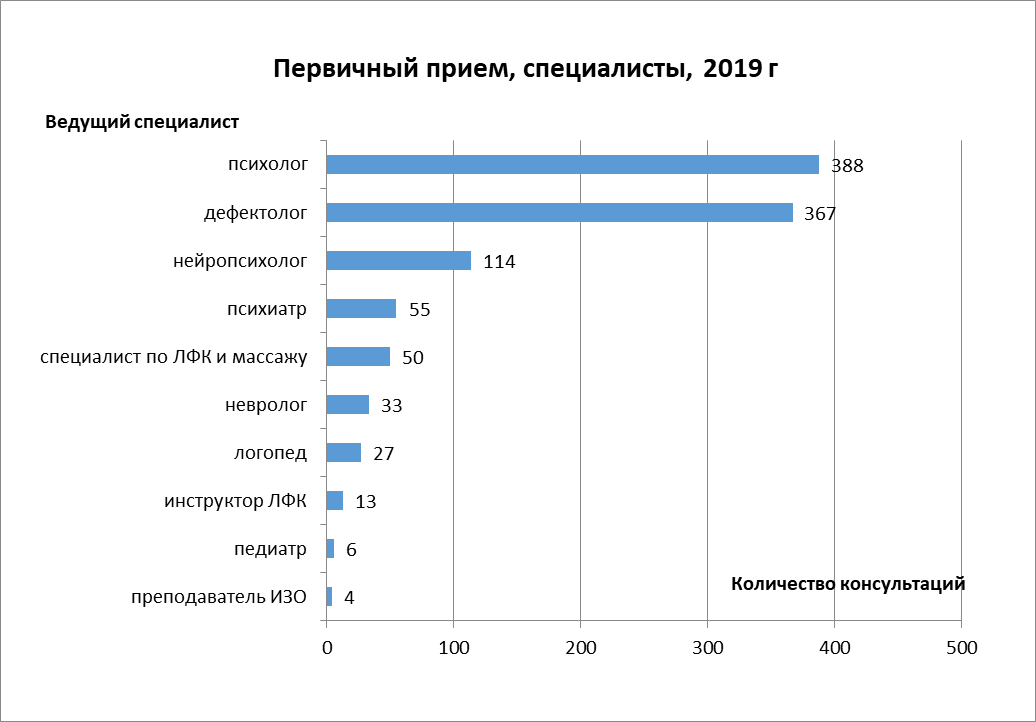 Первичный прием, специалисты, 2019 г
Ведущий специалист
психолог 388
дефектолог 367
нейропсихолог 114
психиатр 55
специалист по ЛФК и массажу 50
невролог 33
логопед 27
инструктор ЛФК 13
педиатр 6
Количество консультаций
преподаватель ИЗО 4
0 100 200 300 400 500